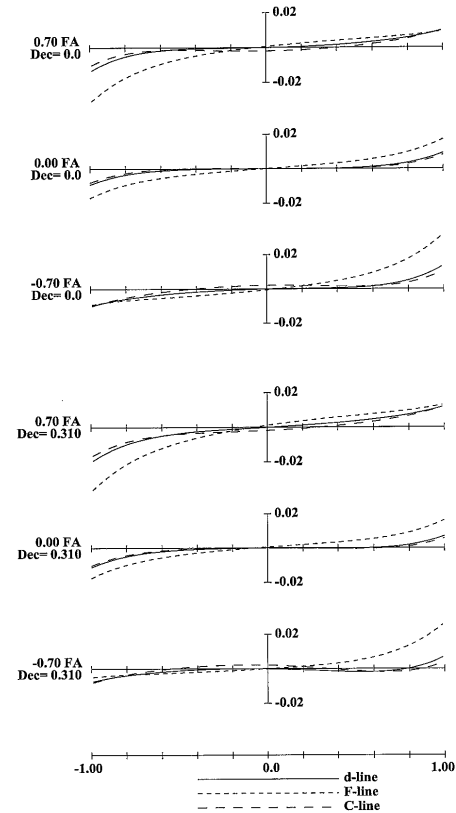 0.02
0.70 FA
Dec= 0.0
-0.02
0.02
0.00 FA
Dec= 0.0
-0.02
0.02
-0.70 FA
Dec= 0.0
-0.02
0.02
0.70 FA
Dec= 0.310
-0.02
0.02
0.00 FA
Dec= 0.310
-0.02
0.02
-0.70 FA
Dec= 0.310
-0.02
-1.00 0.0 1.00
d-line
F-line
C-line